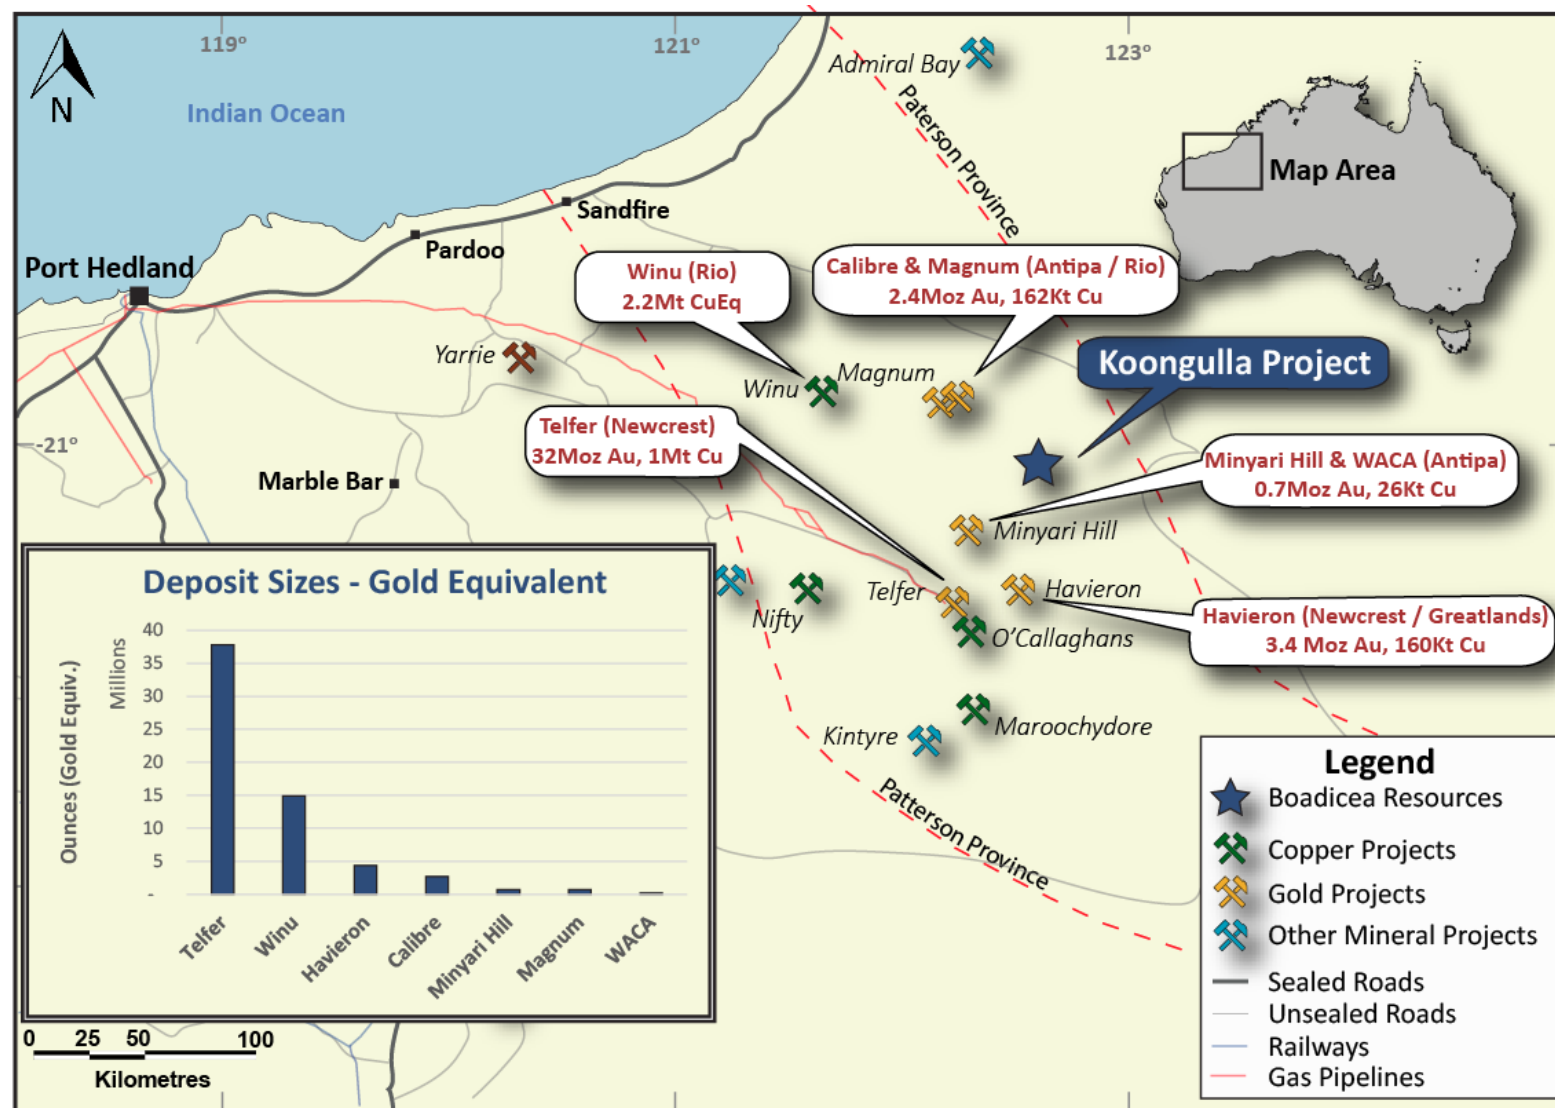 119°
121°
123°
Admiral Bay
Indian Ocean
Paterson Province
Map Area
Sandfire
Pardoo
Port Hedland
Winu (Rio)
2.2Mt CuEq
Calibre & Magnum (Antipa / Rio)
2.4Moz Au, 162Kt Cu
Yarrie
Winu
Magnum
Koongulla Project
Telfer (Newcrest)
32Moz Au, 1Mt Cu
-21°
Marble Bar
Minyari Hill & WACA (Antipa)
0.7Moz Au, 26Kt Cu
Minyari Hill
Nifty
Telfer
Havieron
O'Callaghans
Havieron (Newcrest / Greatlands)
3.4 Moz Au, 160Kt Cu
Kintyre
Maroochydore
Patterson Province
Deposit Sizes - Gold Equivalent
Ounces (Gold Equiv.)
Millions
40
35
30
25
20
15
10
5
-
Telfer
Winu
Havieron
Calibre
Minyari Hill
Magnum
WACA
0 25 50 100
Kilometres
Legend
Boadicea Resources
Copper Projects
Gold Projects
Other Mineral Projects
Sealed Roads
Unsealed Roads
Railways
Gas Pipelines
N